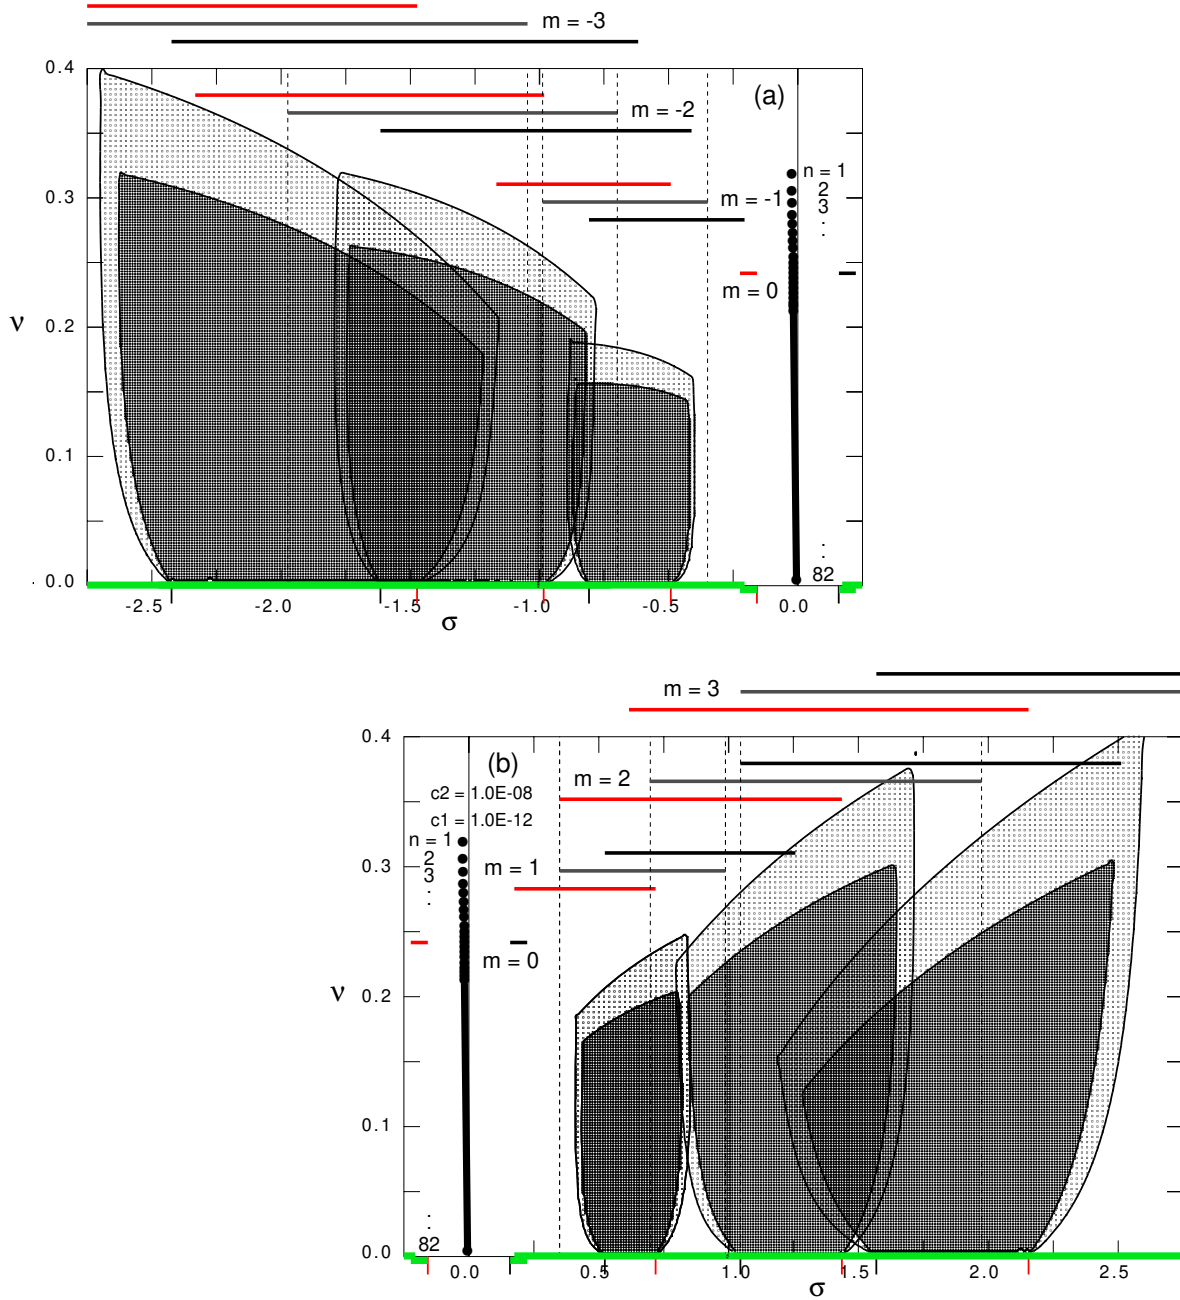 m = -3
0.4
(a)
m = -2
n = 1
2
3
.
.
0.3
m = -1
m = 0
0.2
ν
0.1
:
82
0.0
-2.5
-2.0
-1.5
-1.0
-0.5
0.0
σ
m = 3
0.4
(b)
m = 2
c2 = 1.0E-08
c1 = 1.0E-12
n = 1
2
3
:
m = 1
0.3
m = 0
ν
0.2
0.1
:
82
0.0
0.0
0.5
1.0
1.5
2.0
2.5
σ